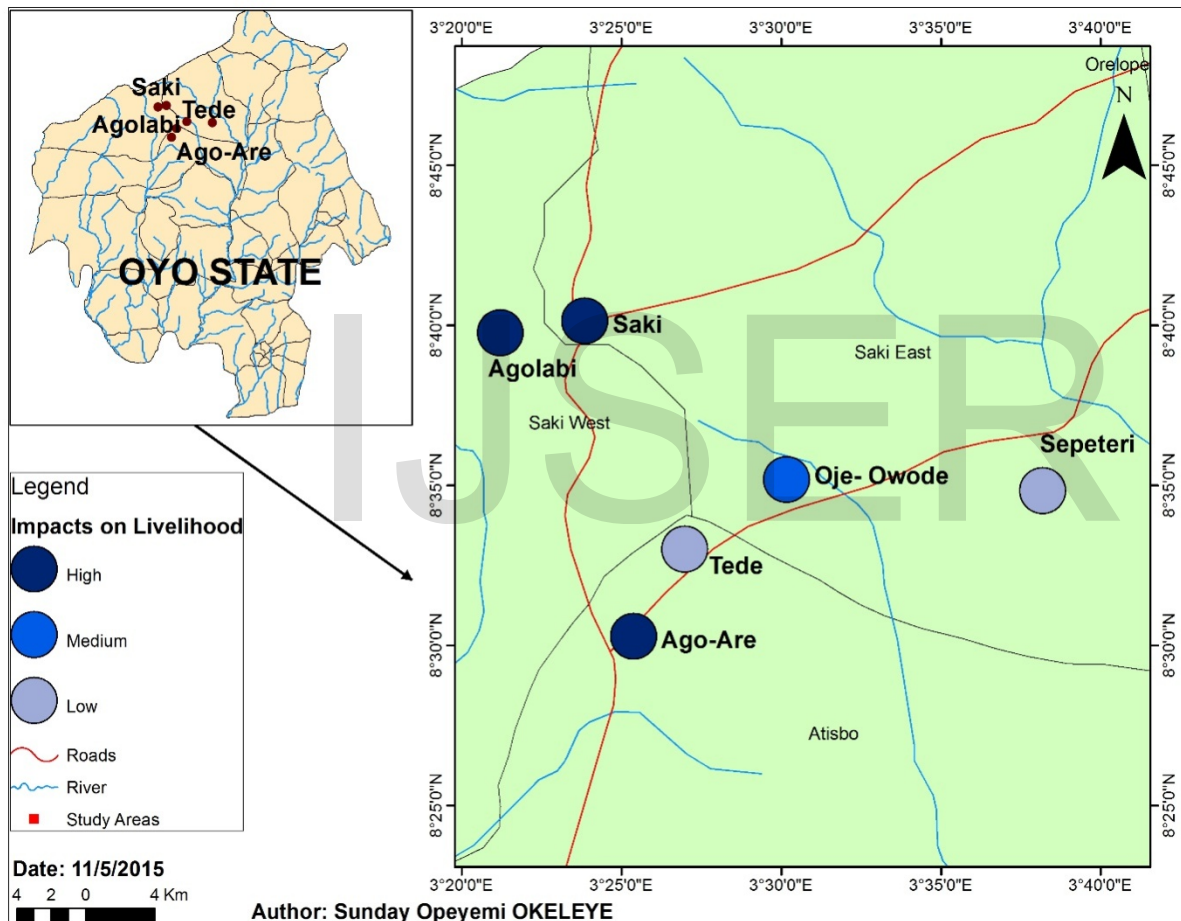 Saki
Tede
Agolabi
Ago-Are
OYO STATE
Legend
Impacts on Livelihood
High
Medium
Low
Roads
River
Study Areas
Date: 11/5/2015
4 2 0 4 Km
Author: Sunday Opeyemi OKELEYE
3°20'0"E 3°25'0"E 3°30'0"E 3°35'0"E 3°40'0"E
Orelope
N
8°45'0"N 8°45'0"N
8°40'0"N 8°40'0"N
Saki
Agolabi
Saki East
Saki West
IJSER
Sepeteri
Oje- Owode
8°35'0"N 8°35'0"N
Tede
Ago-Are
8°30'0"N 8°30'0"N
Atisbo
8°25'0"N 8°25'0"N
3°20'0"E 3°25'0"E 3°30'0"E 3°35'0"E 3°40'0"E